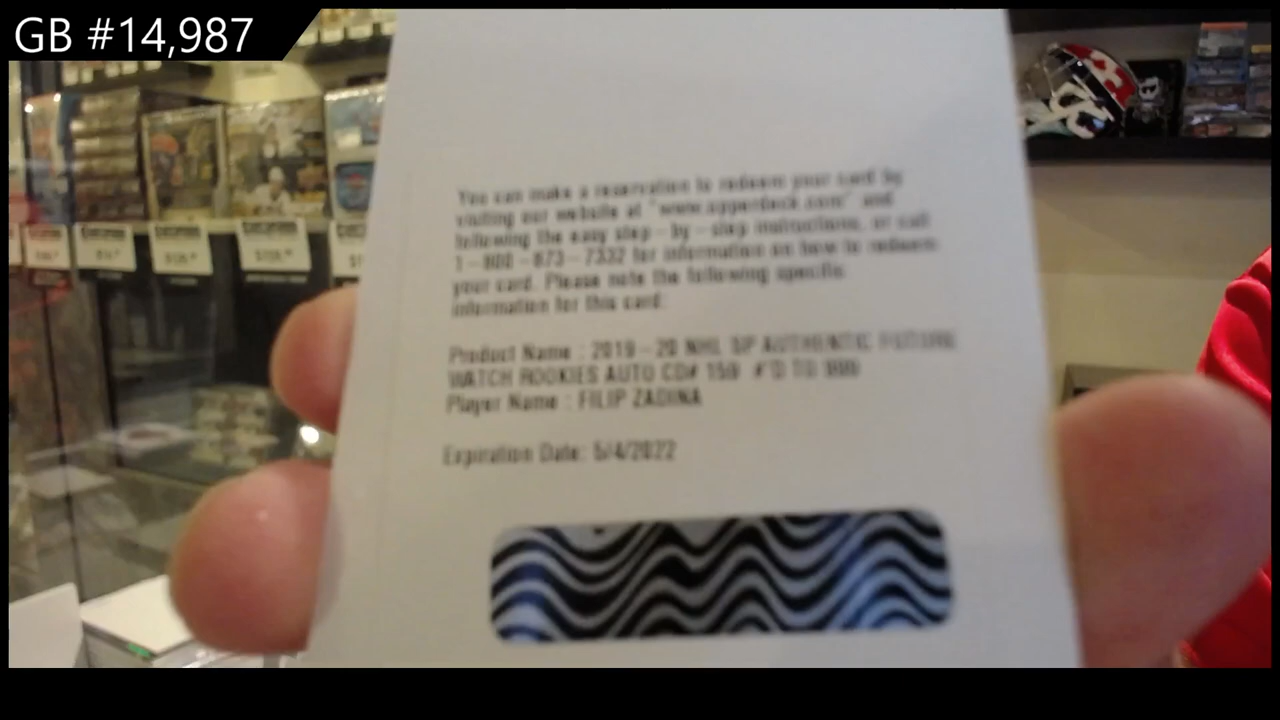 GB #14,987
You can make a reservation to redeem your card by
visiting our website at "www.upperdeck.com" and
following the easy step - by - step instructions, or call
1 - 800 - 873 - 7332 for information on how to redeem
your card. Please note the following specific
information for this card:
Product Name : 2019 - 20 NHL SP AUTHENTIC FUTURE
WATCH ROOKIES AUTO CD# 159 #'D TO 999
Player Name : FILIP ZADINA
Expiration Date: 5/4/2022